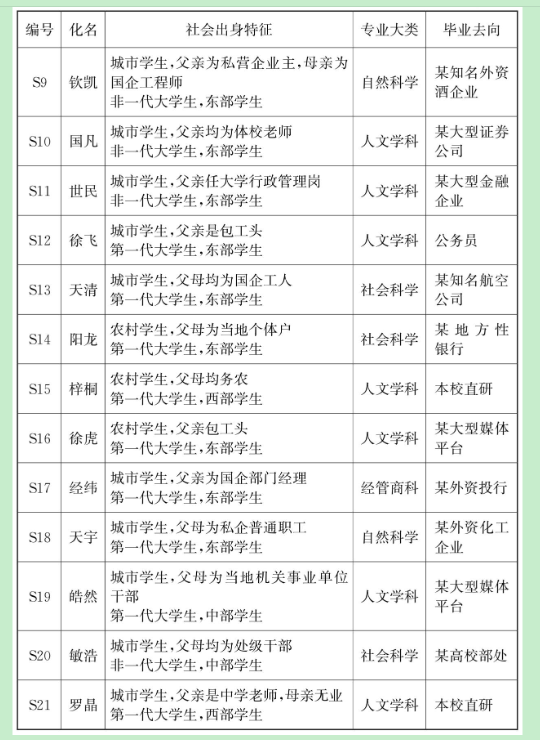 编号 化名 社会出身特征 专业大类 毕业去向
城市学生,父亲为私营企业主,母亲为
S9 钦凯 国企工程师 自然科学 某知名外资
酒企业
非一代大学生,东部学生
城市学生,父亲均为体校老师
S10 国凡 非一代大学生,东部学生 人文学科 某大型证券
公司
城市学生,父亲任大学行政管理岗
S11 世民 非一代大学生,东部学生 人文学科 某大型金融
企业
城市学生,父亲是包工头
S12 徐飞 第一代大学生,东部学生 人文学科 公务员
城市学生,父母均为国企工人
S13 天清 第一代大学生,东部学生 社会科学 某知名航空
公司
农村学生,父母为当地个体户
S14 阳龙 第一代大学生,东部学生 社会科学 某地方性
银行
农村学生,父母均务农
S15 梓桐 第一代大学生,西部学生 人文学科 本校直研
农村学生,父亲包工头
S16 徐虎 第一代大学生,东部学生 人文学科 某大型媒体
平台
城市学生,父亲为国企部门经理
S17 经纬 第一代大学生,东部学生 经管商科 某外资投行
城市学生,父母为私企普通职工
S18 天宇 第一代大学生,东部学生 自然科学 某外资化工
企业
城市学生,父母为当地机关事业单位
S19 皓然 干部 人文学科 某大型媒体
平台
第一代大学生,中部学生
城市学生,父母均为处级干部
S20 敏浩 非一代大学生,中部学生 社会科学 某高校部处
城市学生,父亲是中学老师,母亲无业
S21 罗晶 第一代大学生,西部学生 人文学科 本校直研